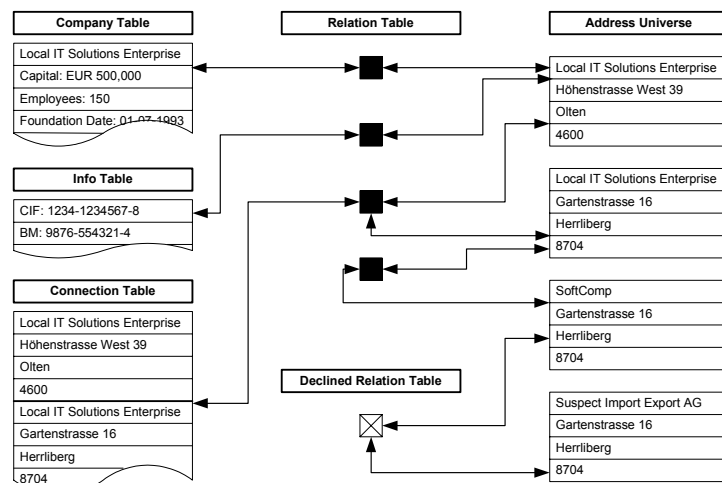 Company Table
Local IT Solutions Enterprise
Capital: EUR 500,000
Employees: 150
Foundation Date: 01-07-1993
Info Table
CIF: 1234-1234567-8
BM: 9876-554321-4
Connection Table
Local IT Solutions Enterprise
Höhenstrasse West 39
Olten
4600
Local IT Solutions Enterprise
Gartenstrasse 16
Herrliberg
8704
Relation Table
Declined Relation Table
Address Universe
Local IT Solutions Enterprise
Höhenstrasse West 39
Olten
4600
Local IT Solutions Enterprise
Gartenstrasse 16
Herrliberg
8704
SoftComp
Gartenstrasse 16
Herrliberg
8704
Suspect Import Export AG
Gartenstrasse 16
Herrliberg
8704